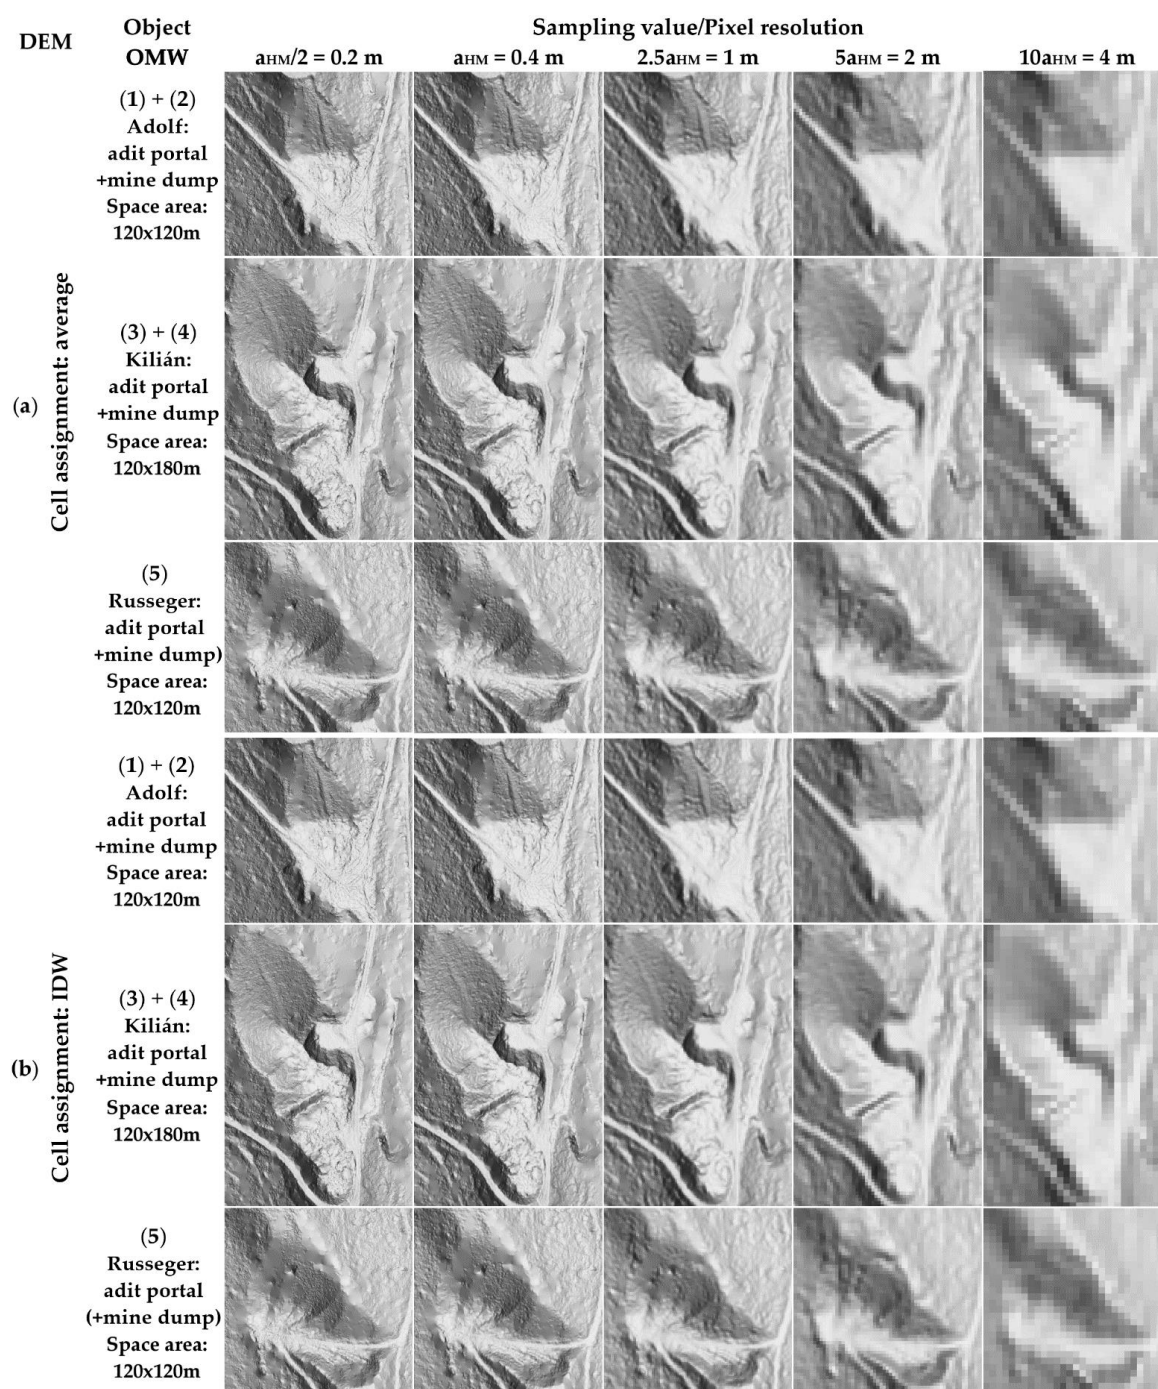 DEM
Object
OMW
Sampling value/Pixel resolution
aHM/2 = 0.2 m
aHM = 0.4 m
2.5aHM = 1 m
5aHM = 2 m
10aHM = 4 m
(a)
Cell assignment: average
(1) + (2)
Adolf:
adit portal
+mine dump
Space area:
120x120m
(3) + (4)
Kilián:
adit portal
+mine dump
Space area:
120x180m
(5)
Russeger:
adit portal
+mine dump)
Space area:
120x120m
(b)
Cell assignment: IDW
(1) + (2)
Adolf:
adit portal
+mine dump
Space area:
120x120m
(3) + (4)
Kilián:
adit portal
+mine dump
Space area:
120x180m
(5)
Russeger:
adit portal
(+mine dump)
Space area:
120x120m